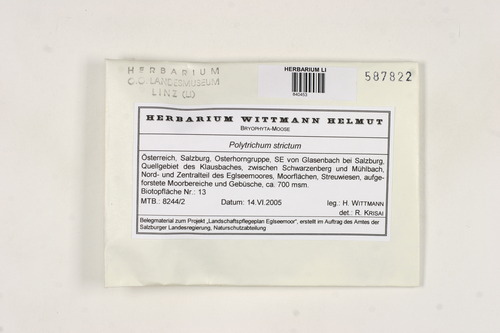 HERBARIUM
O.Ö. LANDESMUSEUM
LINZ (LI)
HERBARIUM LI
640453
587822
HERBARIUM WITTMANN HELMUT
BRYOPHYTA-MOOSE
Polytrichum strictum
Österreich, Salzburg, Osterhorngruppe, SE von Glasenbach bei Salzburg,
Quellgebiet des Klausbaches, zwischen Schwarzenberg und Mühlbach,
Nord- und Zentralteil des Eglseemoores, Moorflächen, Streuwiesen, aufge-
forstete Moorbereiche und Gebüsche, ca. 700 msm.
Biotopfläche Nr.: 13
MTB.: 8244/2 Datum: 14.VI.2005 leg.: H. WITTMANN
det.: R. KRISAI
Belegmaterial zum Projekt „Landschaftspflegeplan Eglseemoor", erstellt im Auftrag des Amtes der
Salzburger Landesregierung, Naturschutzabteilung